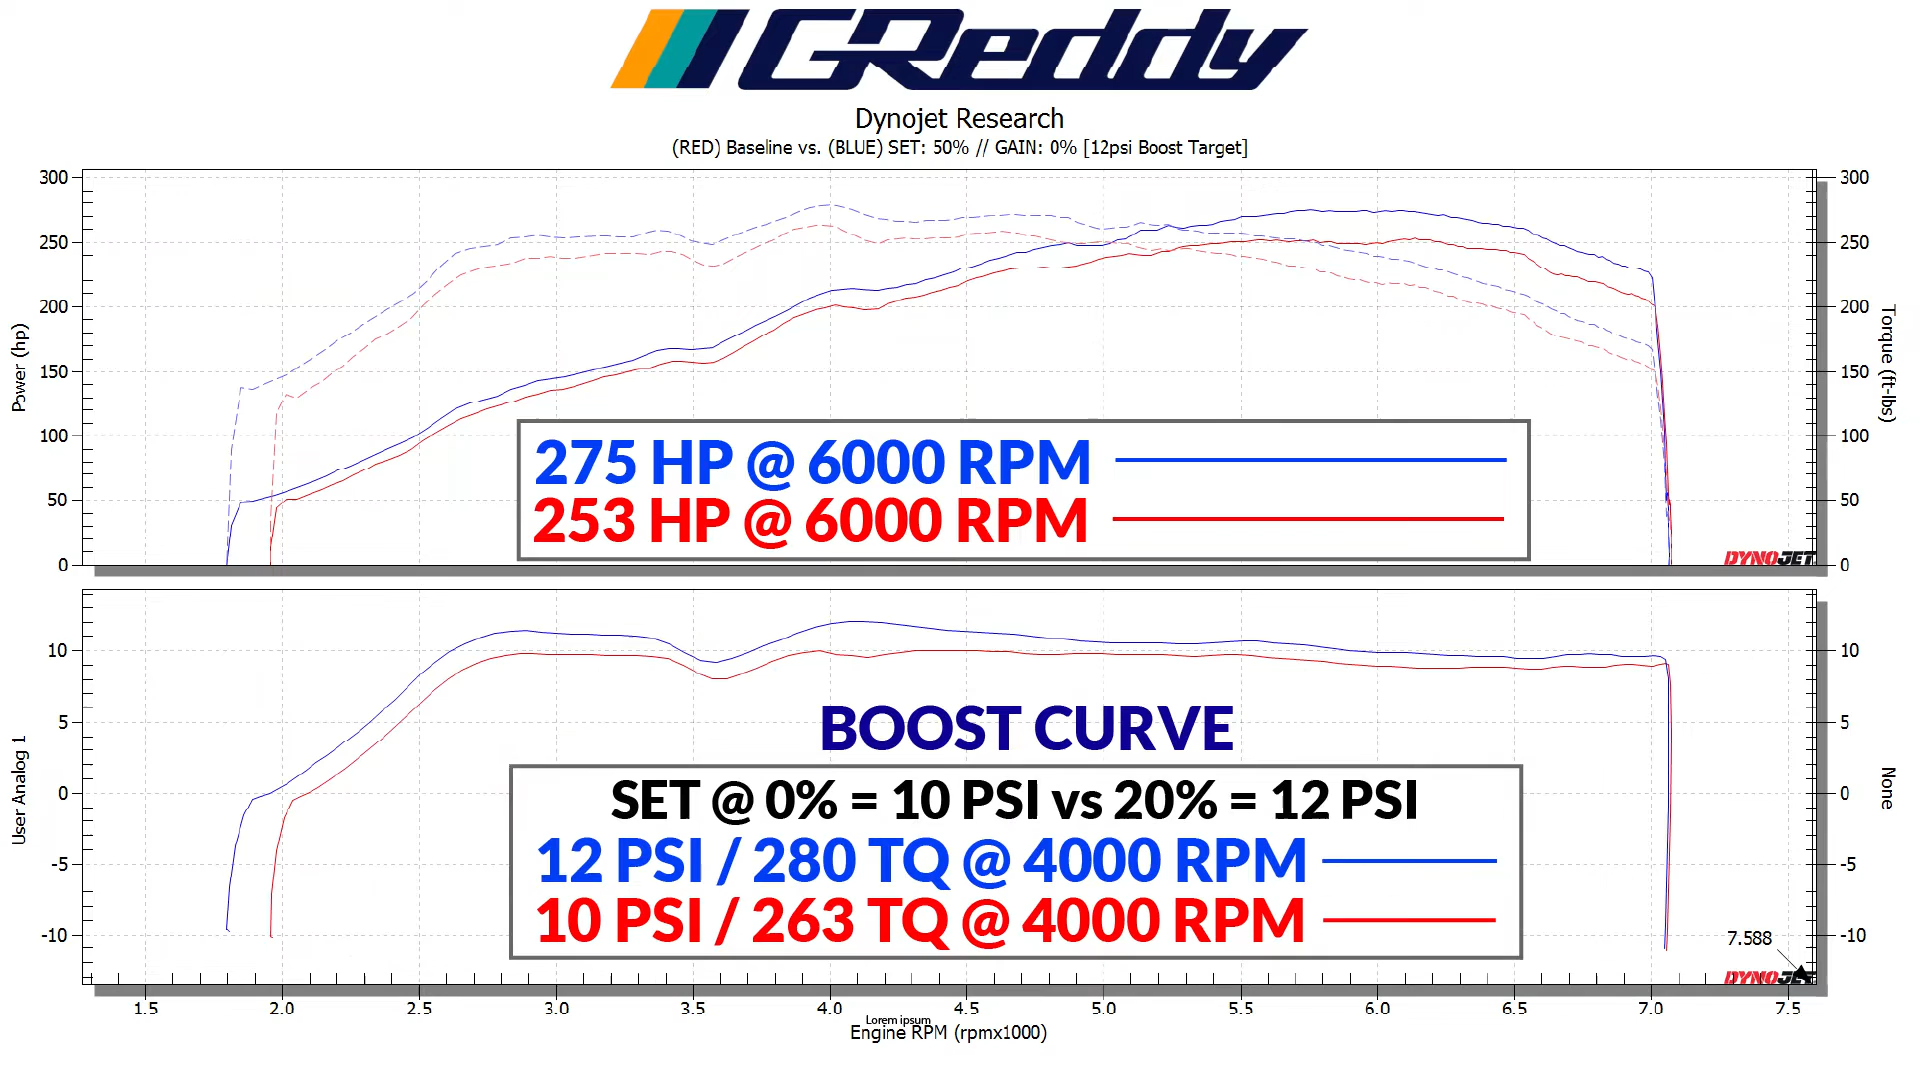 GReddy
Dynojet Research
(RED) Baseline vs. (BLUE) SET: 50% // GAIN: 0% [12psi Boost Target]
300
250
200
150
100
50
0
Power (hp)
300
250
200
150
100
50
0
Torque (ft-lbs)
275 HP @ 6000 RPM
253 HP @ 6000 RPM
DYNOJET
10
5
0
-5
-10
User Analog 1
10
5
0
-5
-10
None
BOOST CURVE
SET @ 0% = 10 PSI vs 20% = 12 PSI
12 PSI / 280 TQ @ 4000 RPM
10 PSI / 263 TQ @ 4000 RPM
7.588
DYNOJET
1.5 2.0 2.5 3.0 3.5 4.0 4.5 5.0 5.5 6.0 6.5 7.0 7.5
Lorem ipsum
Engine RPM (rpmx1000)